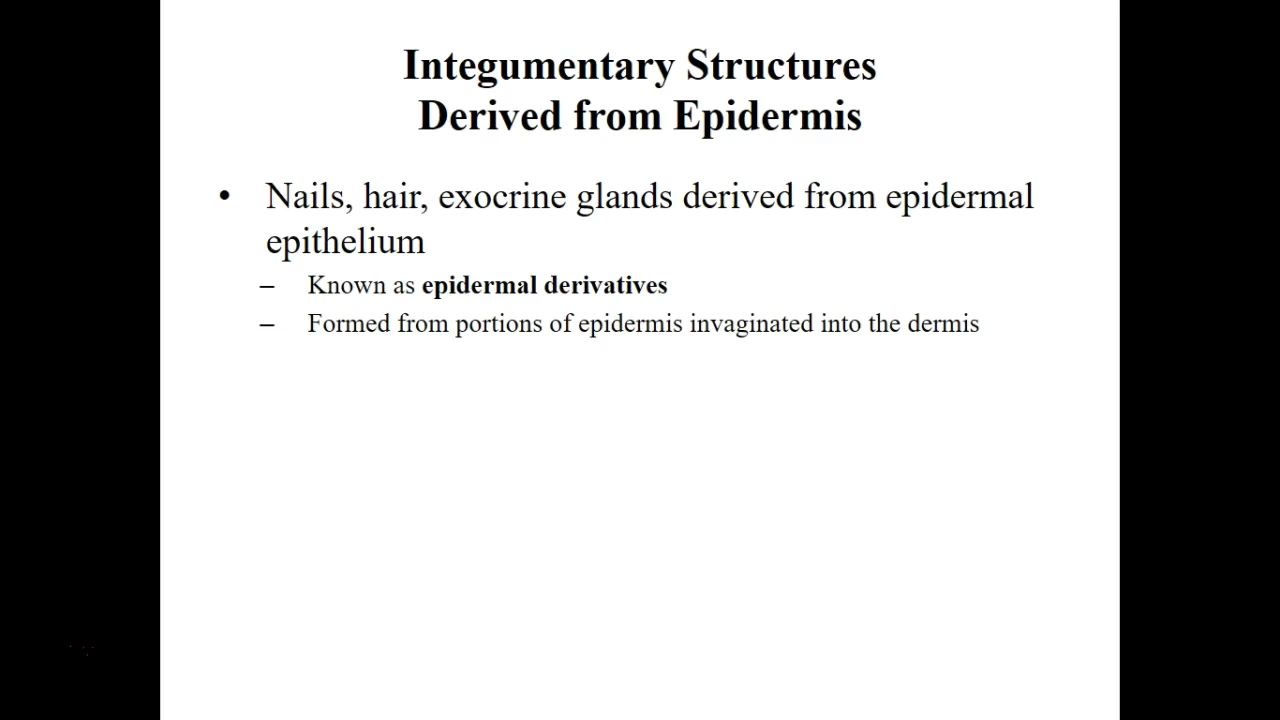 Integumentary Structures
Derived from Epidermis
• Nails, hair, exocrine glands derived from epidermal
epithelium
– Known as epidermal derivatives
– Formed from portions of epidermis invaginated into the dermis